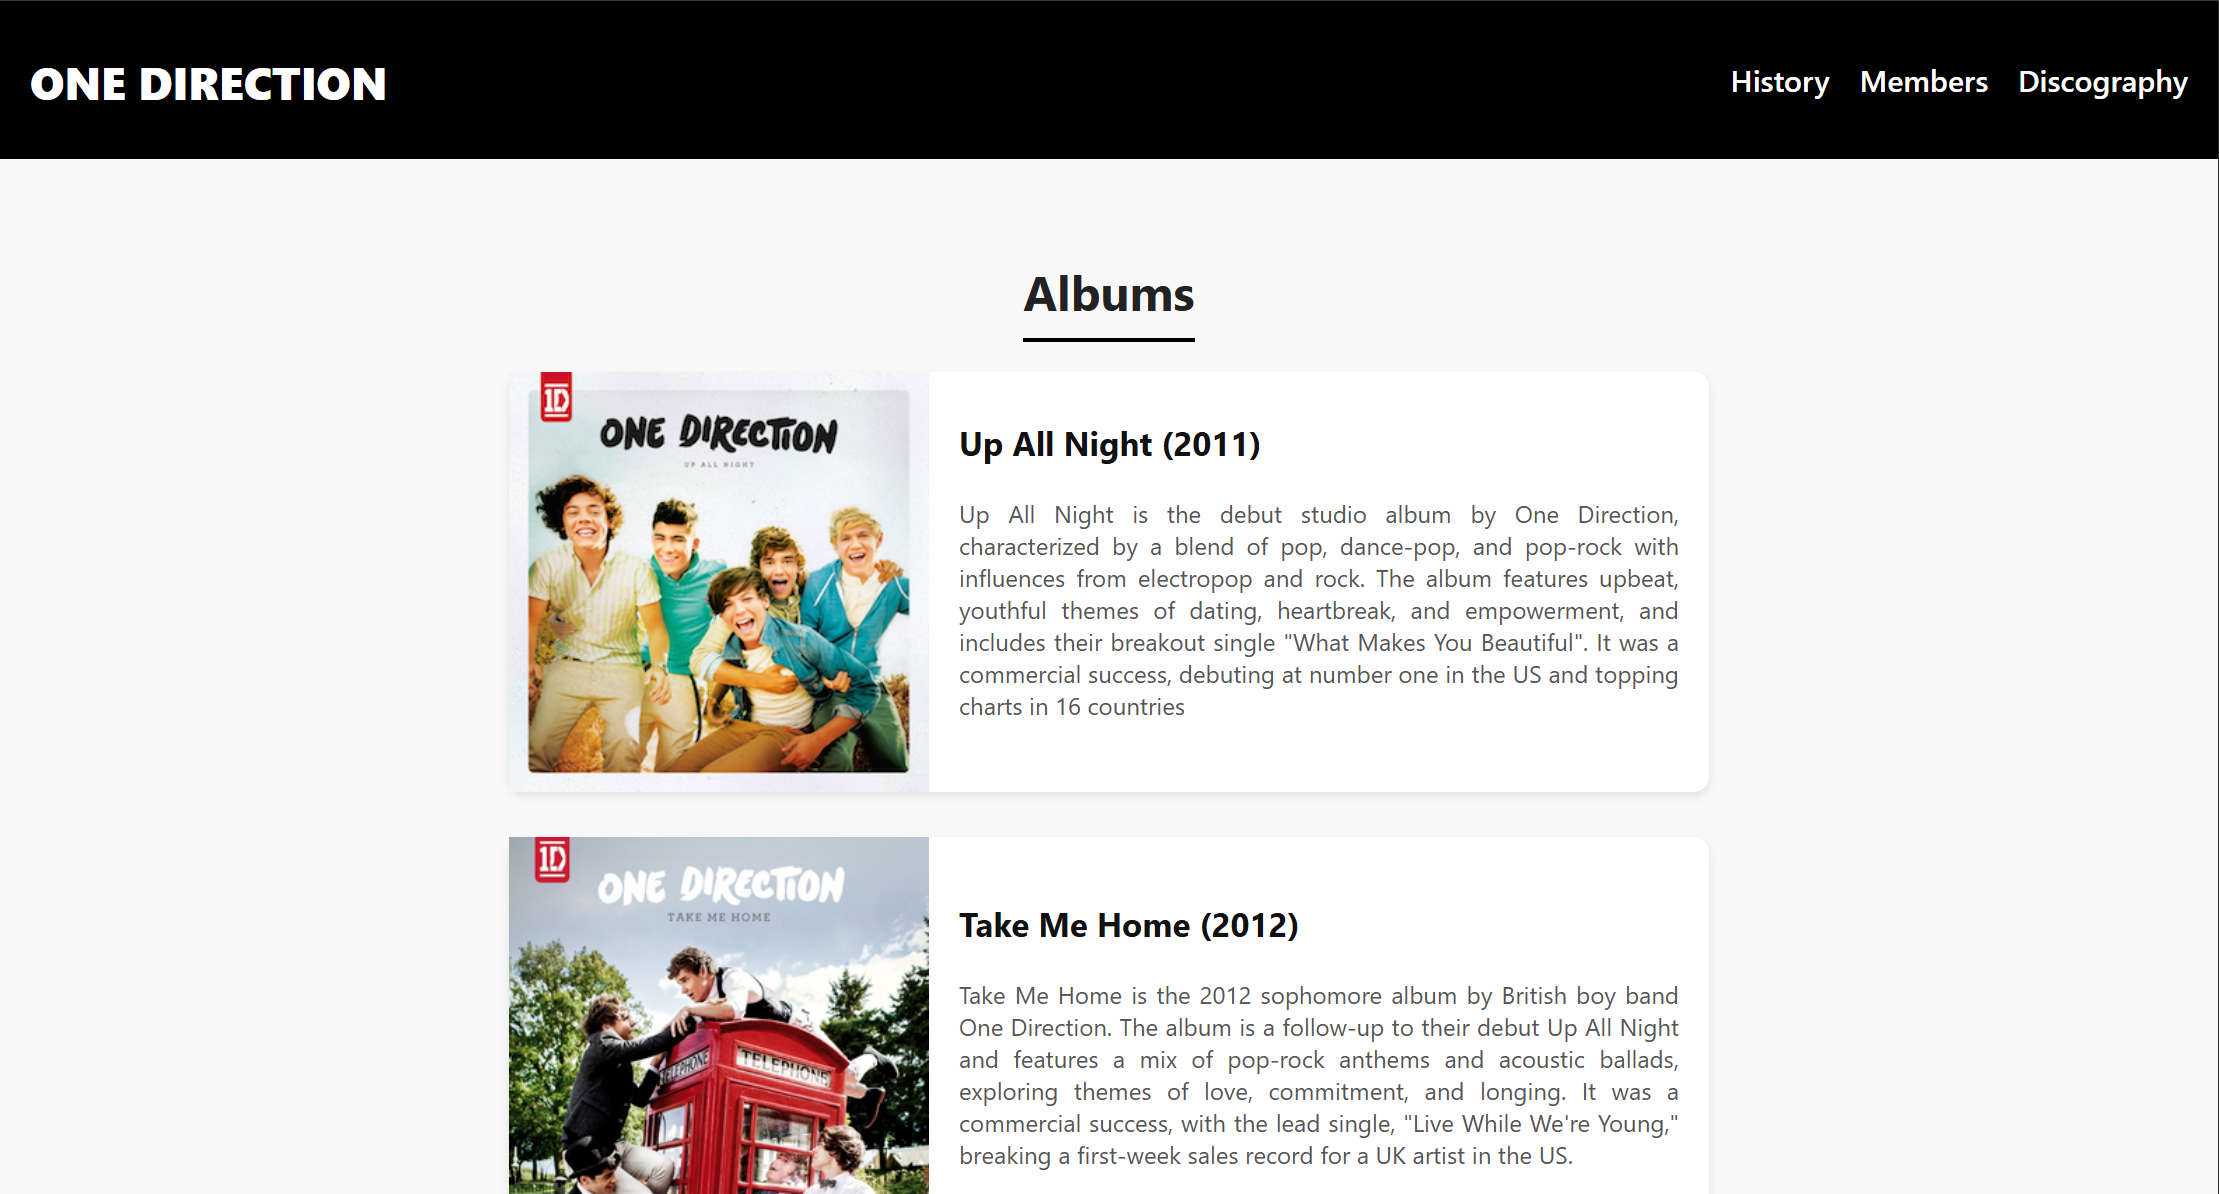 ONE DIRECTION
History Members Discography
Albums
1D
ONE DIRECTION
UP ALL NIGHT
Up All Night (2011)
Up All Night is the debut studio album by One Direction,
characterized by a blend of pop, dance-pop, and pop-rock with
influences from electropop and rock. The album features upbeat,
youthful themes of dating, heartbreak, and empowerment, and
includes their breakout single "What Makes You Beautiful". It was a
commercial success, debuting at number one in the US and topping
charts in 16 countries
1D
ONE DIRECTION
TAKE ME HOME
TELEPHONE
TELEPHONE
Take Me Home (2012)
Take Me Home is the 2012 sophomore album by British boy band
One Direction. The album is a follow-up to their debut Up All Night
and features a mix of pop-rock anthems and acoustic ballads,
exploring themes of love, commitment, and longing. It was a
commercial success, with the lead single, "Live While We're Young,"
breaking a first-week sales record for a UK artist in the US.